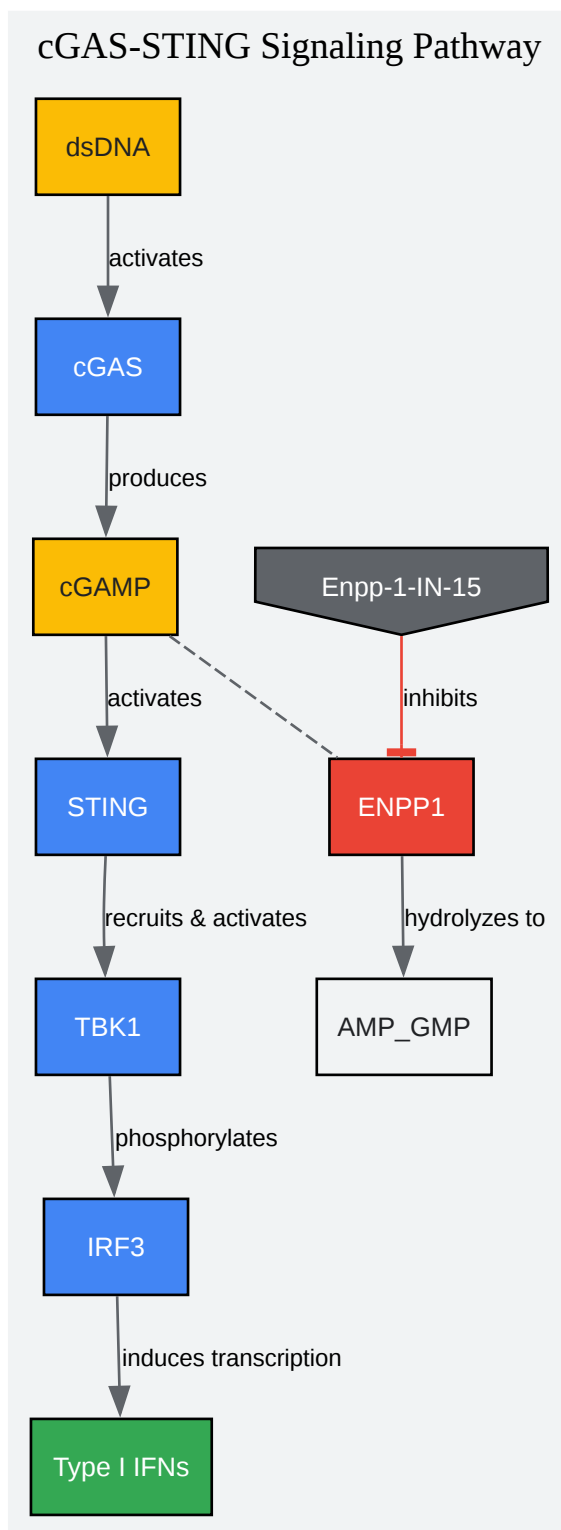 cGAS-STING Signaling Pathway
dsDNA
activates
cGAS
produces
cGAMP
Enpp-1-IN-15
activates
inhibits
STING
ENPP1
recruits & activates
hydrolyzes to
TBK1
AMP_GMP
phosphorylates
IRF3
induces transcription
Type I IFNs